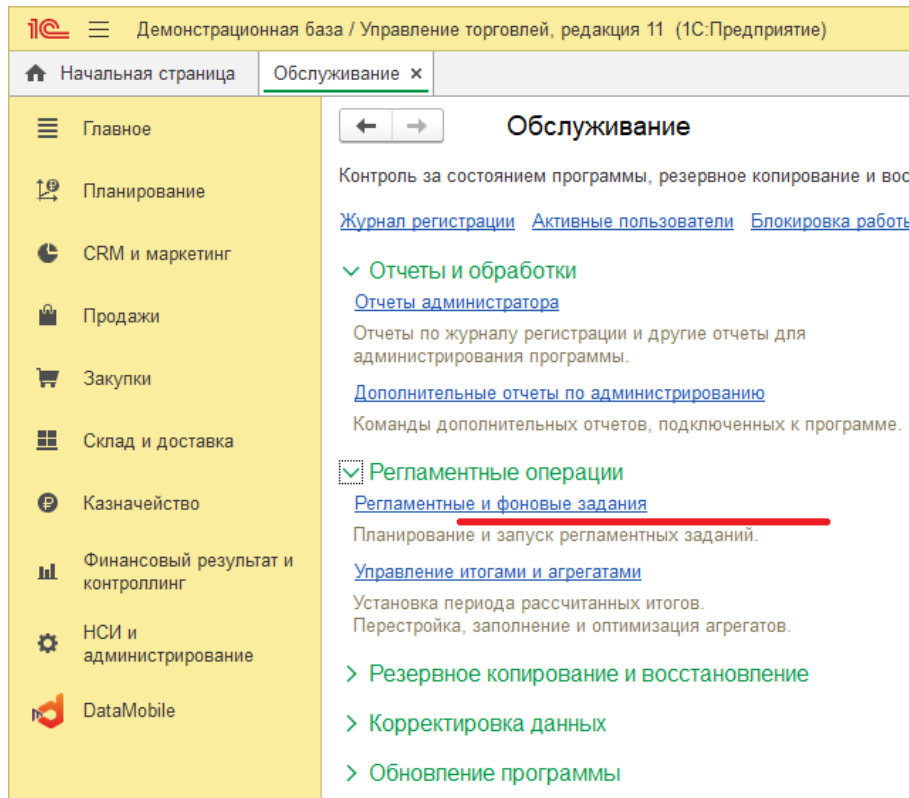 1С Демонстрационная база / Управление торговлей, редакция 11 (1С:Предприятие)
Начальная страница Обслуживание ×
Главное
Планирование
CRM и маркетинг
Продажи
Закупки
Склад и доставка
Казначейство
Финансовый результат и
контроллинг
НСИ и
администрирование
DataMobile
Обслуживание
Контроль за состоянием программы, резервное копирование и вос
Журнал регистрации Активные пользователи Блокировка работы
Отчеты и обработки
Отчеты администратора
Отчеты по журналу регистрации и другие отчеты для
администрирования программы.
Дополнительные отчеты по администрированию
Команды дополнительных отчетов, подключенных к программе.
Регламентные операции
Регламентные и фоновые задания
Планирование и запуск регламентных заданий.
Управление итогами и агрегатами
Установка периода рассчитанных итогов.
Перестройка, заполнение и оптимизация агрегатов.
Резервное копирование и восстановление
Корректировка данных
Обновление программы